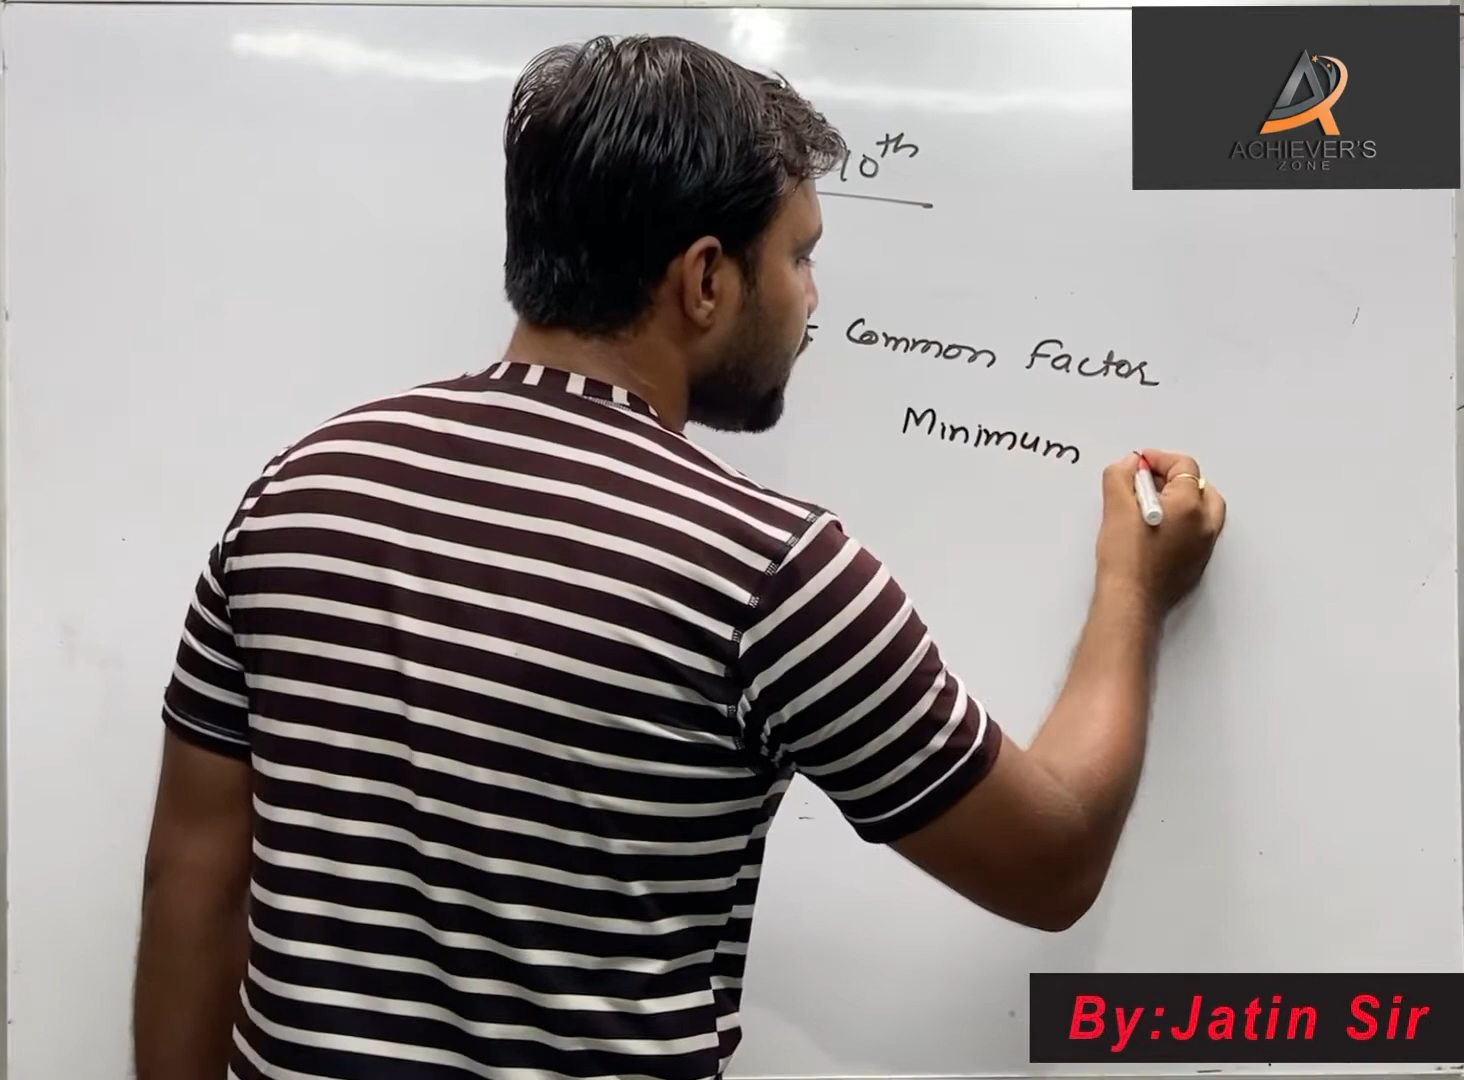 10th
ACHIEVER'S
ZONE
Common Factor
Minimum
By:Jatin Sir